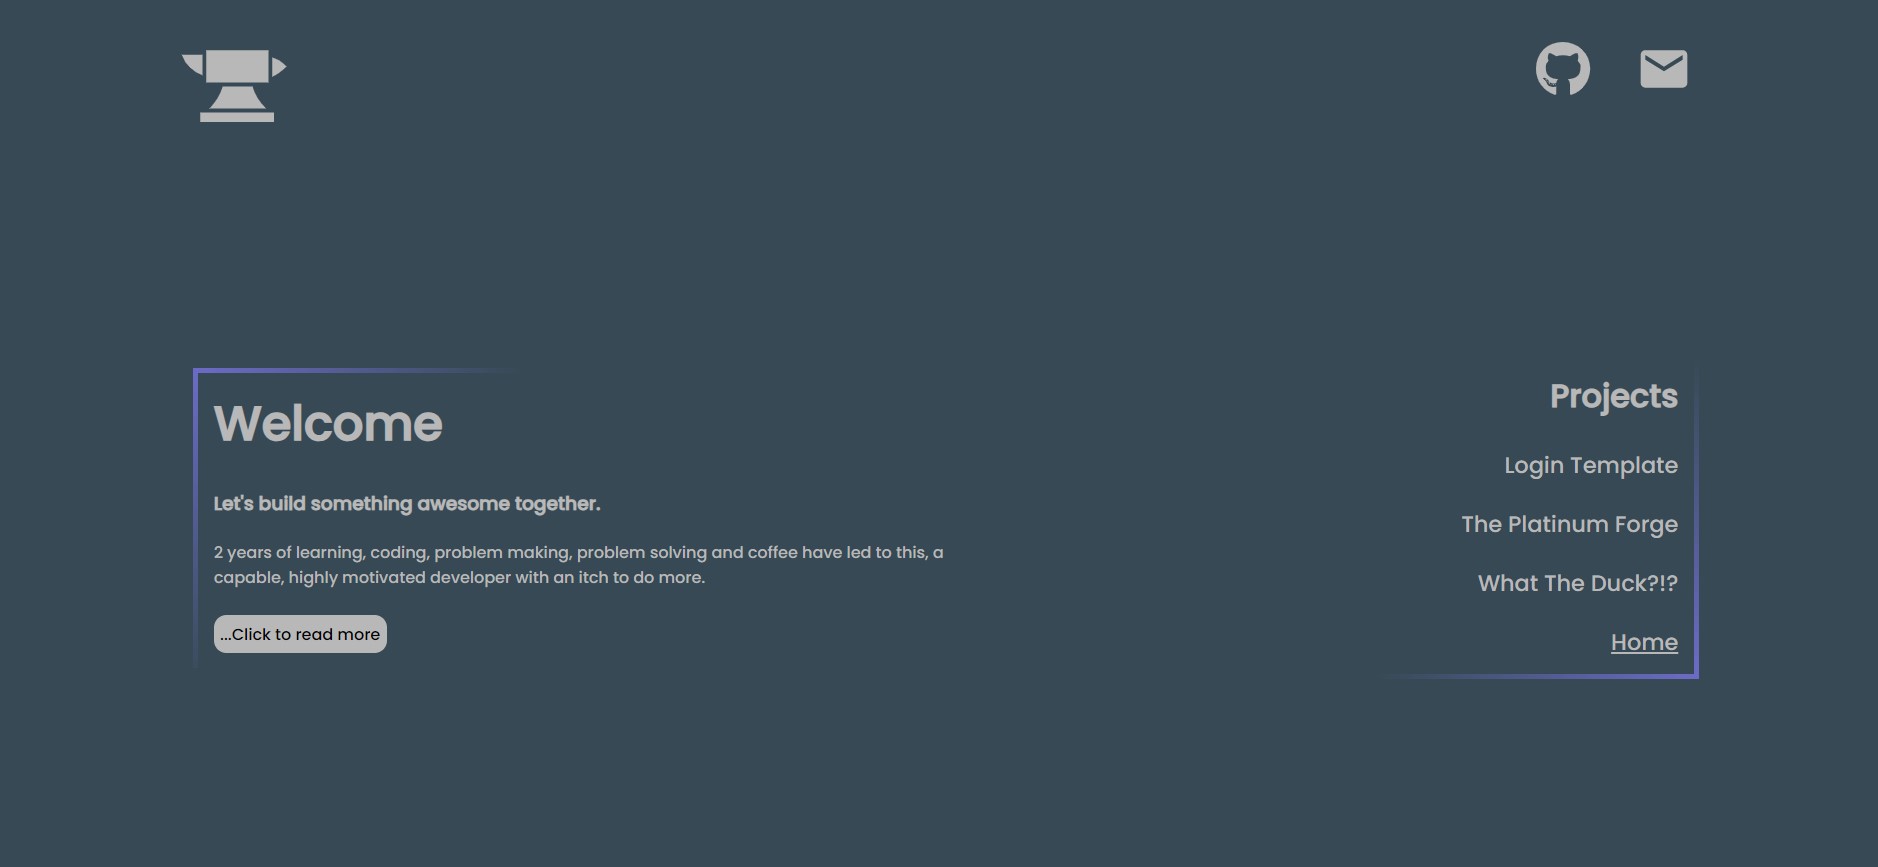 Welcome
Let's build something awesome together.
2 years of learning, coding, problem making, problem solving and coffee have led to this, a
capable, highly motivated developer with an itch to do more.
...Click to read more
Projects
Login Template
The Platinum Forge
What The Duck?!?
Home